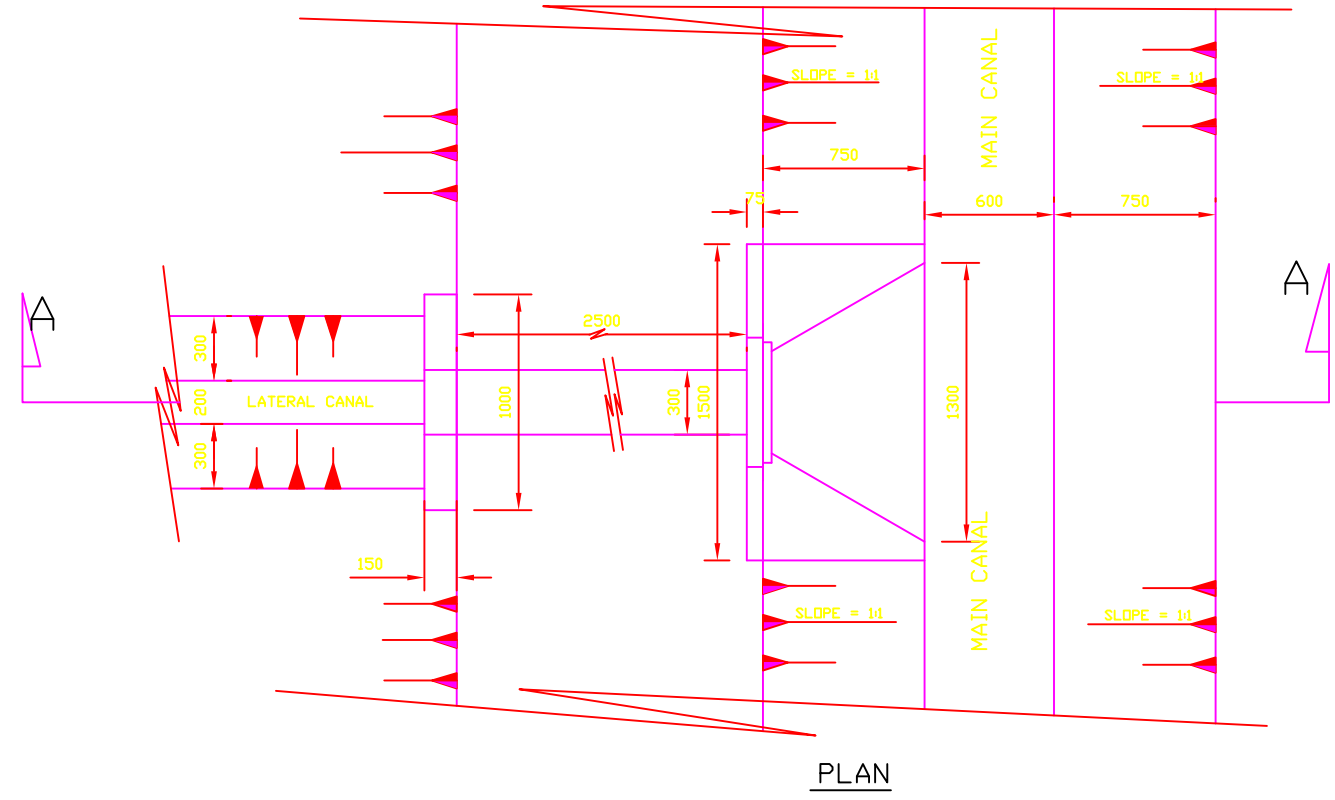 MAIN CANAL
SLOPE = 1:1
SLOPE = 1:1
750
75
600
750
A
A
2500
300
200
300
LATERAL CANAL
1000
300
1500
1300
150
MAIN CANAL
SLOPE = 1:1
SLOPE = 1:1
PLAN